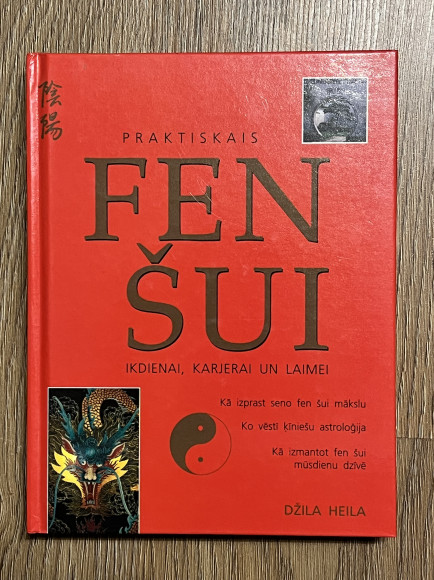 陰
陽
PRAKTISKAIS
FEN
ŠUI
IKDIENAI, KARJERAI UN LAIMEI
Kā izprast seno fen šui mākslu
Ko vēstī ķīniešu astroloģija
Kā izmantot fen šui
mūsdienu dzīvē
DŽILA HEILA